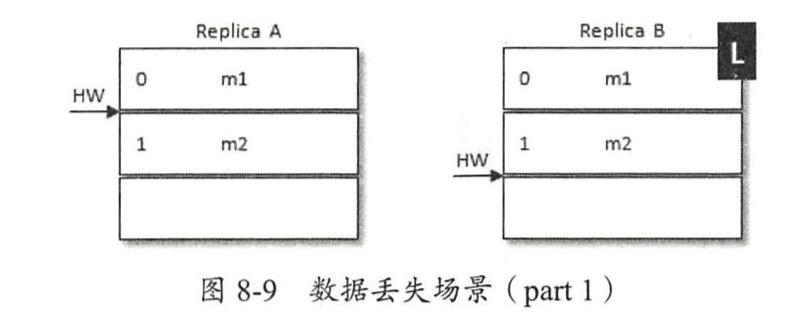 Replica A
0 m1
HW
1 m2
Replica B
L
0 m1
1 m2
HW
图 8-9 数据丢失场景（part 1）